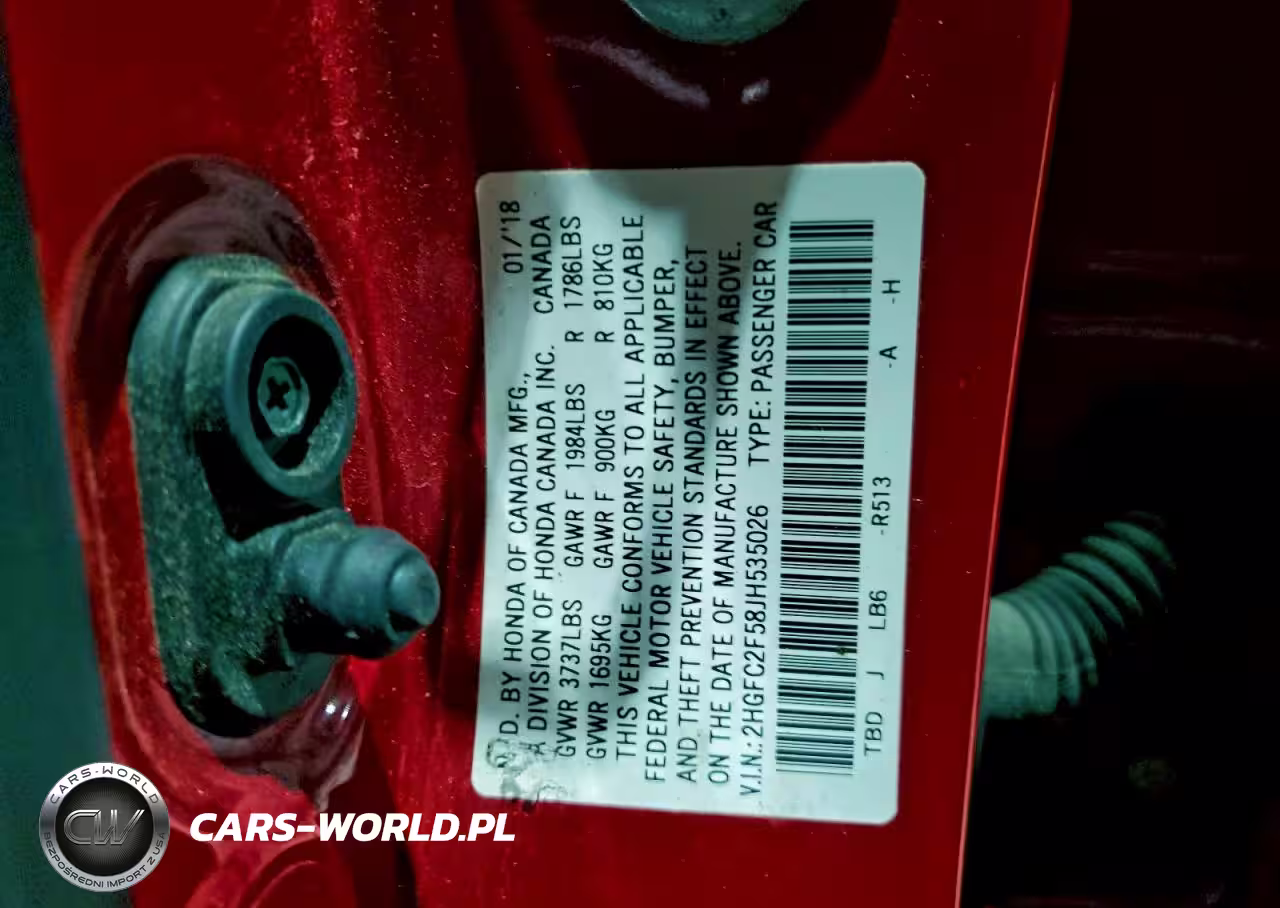 D. BY HONDA OF CANADA MFG., 01/'18
A DIVISION OF HONDA CANADA INC. CANADA
GVWR 3737LBS GAWR F 1984LBS R 1786LBS
GVWR 1695KG GAWR F 900KG R 810KG
THIS VEHICLE CONFORMS TO ALL APPLICABLE
FEDERAL MOTOR VEHICLE SAFETY, BUMPER,
AND THEFT PREVENTION STANDARDS IN EFFECT
ON THE DATE OF MANUFACTURE SHOWN ABOVE.
V.I.N.:2HGFC2F58JH535026 TYPE: PASSENGER CAR
TBD J LB6 -R513 -A -H
CARS-WORLD
CW
BEZPOŚREDNI IMPORT Z USA
CARS-WORLD.PL